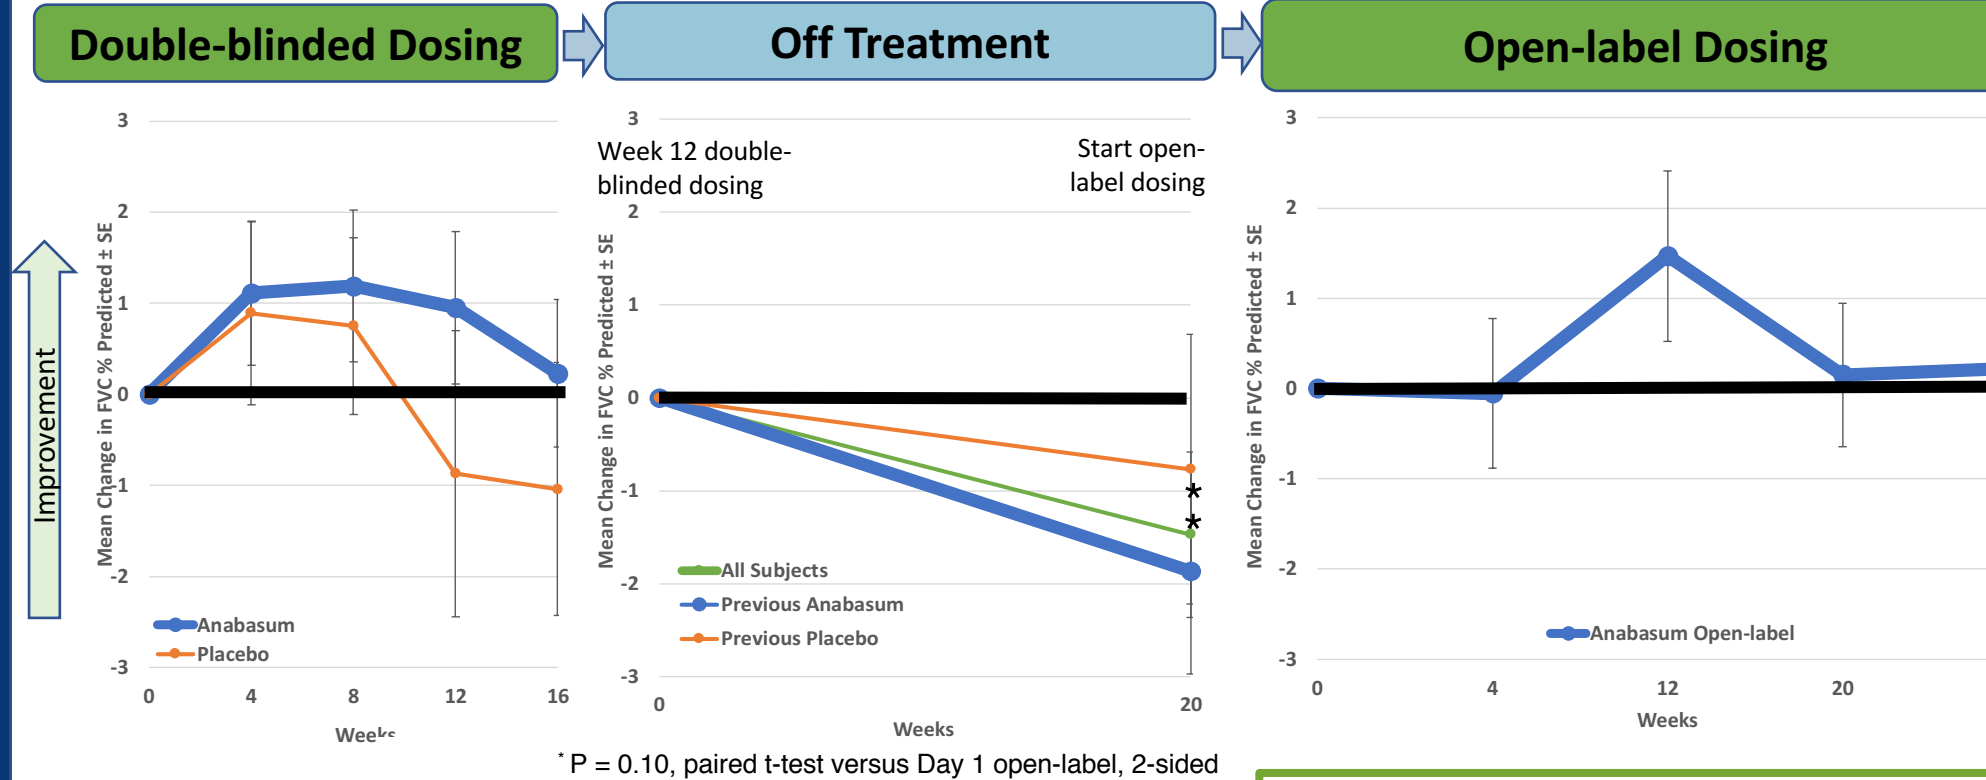 Double-blinded Dosing
Off Treatment
Open-label Dosing
Improvement
Mean Change in FVC % Predicted ± SE
3
2
1
0
-1
-2
-3
Anabasum
Placebo
0 4 8 12 16
Weeks
Mean Change in FVC % Predicted ± SE
3
Week 12 double-
blinded dosing
Start open-
label dosing
2
1
0
-1
*
*
-2
-3
All Subjects
Previous Anabasum
Previous Placebo
0 20
Weeks
* P = 0.10, paired t-test versus Day 1 open-label, 2-sided
Mean Change in FVC % Predicted ± SE
3
2
1
0
-1
-2
-3
Anabasum Open-label
0 4 12 20
Weeks